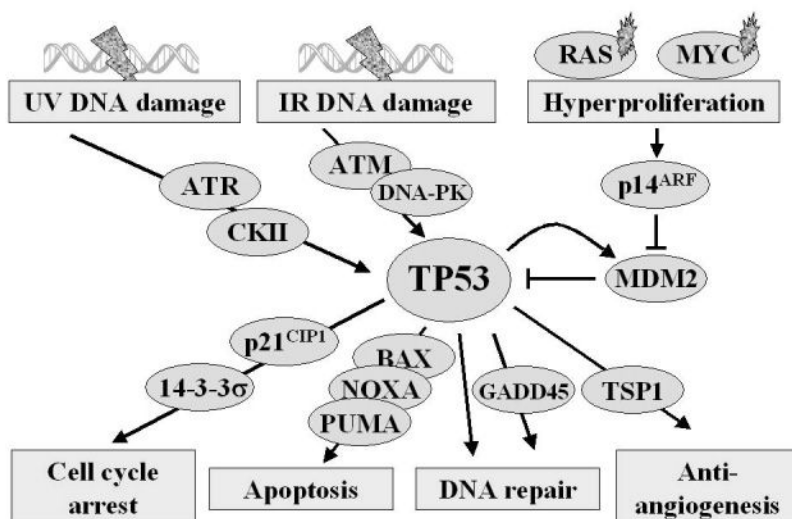 RAS
MYC
UV DNA damage
IR DNA damage
Hyperproliferation
ATM
DNA-PK
ATR
CKII
p14ARF
TP53
MDM2
p21CIP1
14-3-3σ
BAX
NOXA
PUMA
GADD45
TSP1
Cell cycle
arrest
Apoptosis
DNA repair
Anti-
angiogenesis